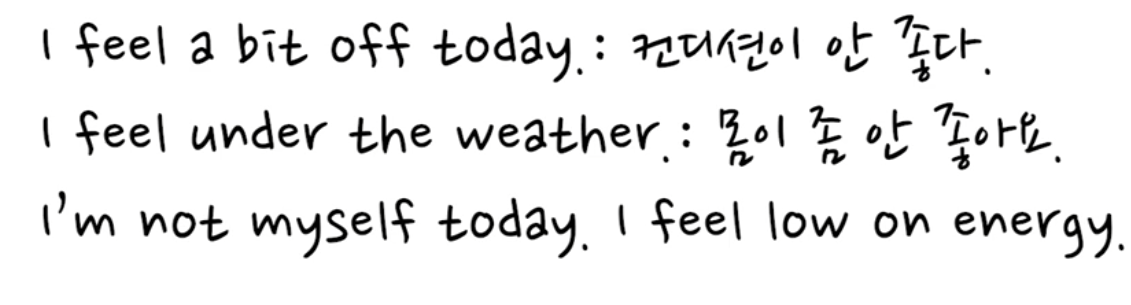 I feel a bit off today. : 컨디션이 안 좋다.
I feel under the weather. : 몸이 좀 안 좋아요.
I'm not myself today. I feel low on energy.